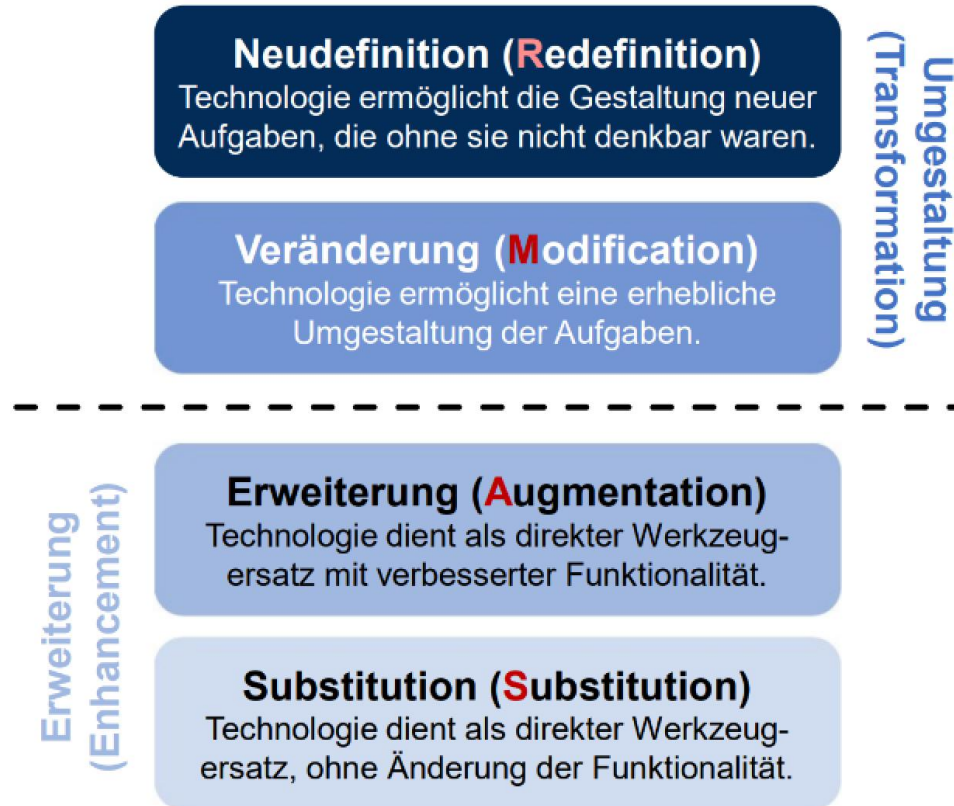 Neudefinition (Redefinition)
Technologie ermöglicht die Gestaltung neuer
Aufgaben, die ohne sie nicht denkbar waren.
Umgestaltung
(Transformation)
Veränderung (Modification)
Technologie ermöglicht eine erhebliche
Umgestaltung der Aufgaben.
Erweiterung
(Enhancement)
Erweiterung (Augmentation)
Technologie dient als direkter Werkzeug-
ersatz mit verbesserter Funktionalität.
Substitution (Substitution)
Technologie dient als direkter Werkzeug-
ersatz, ohne Änderung der Funktionalität.